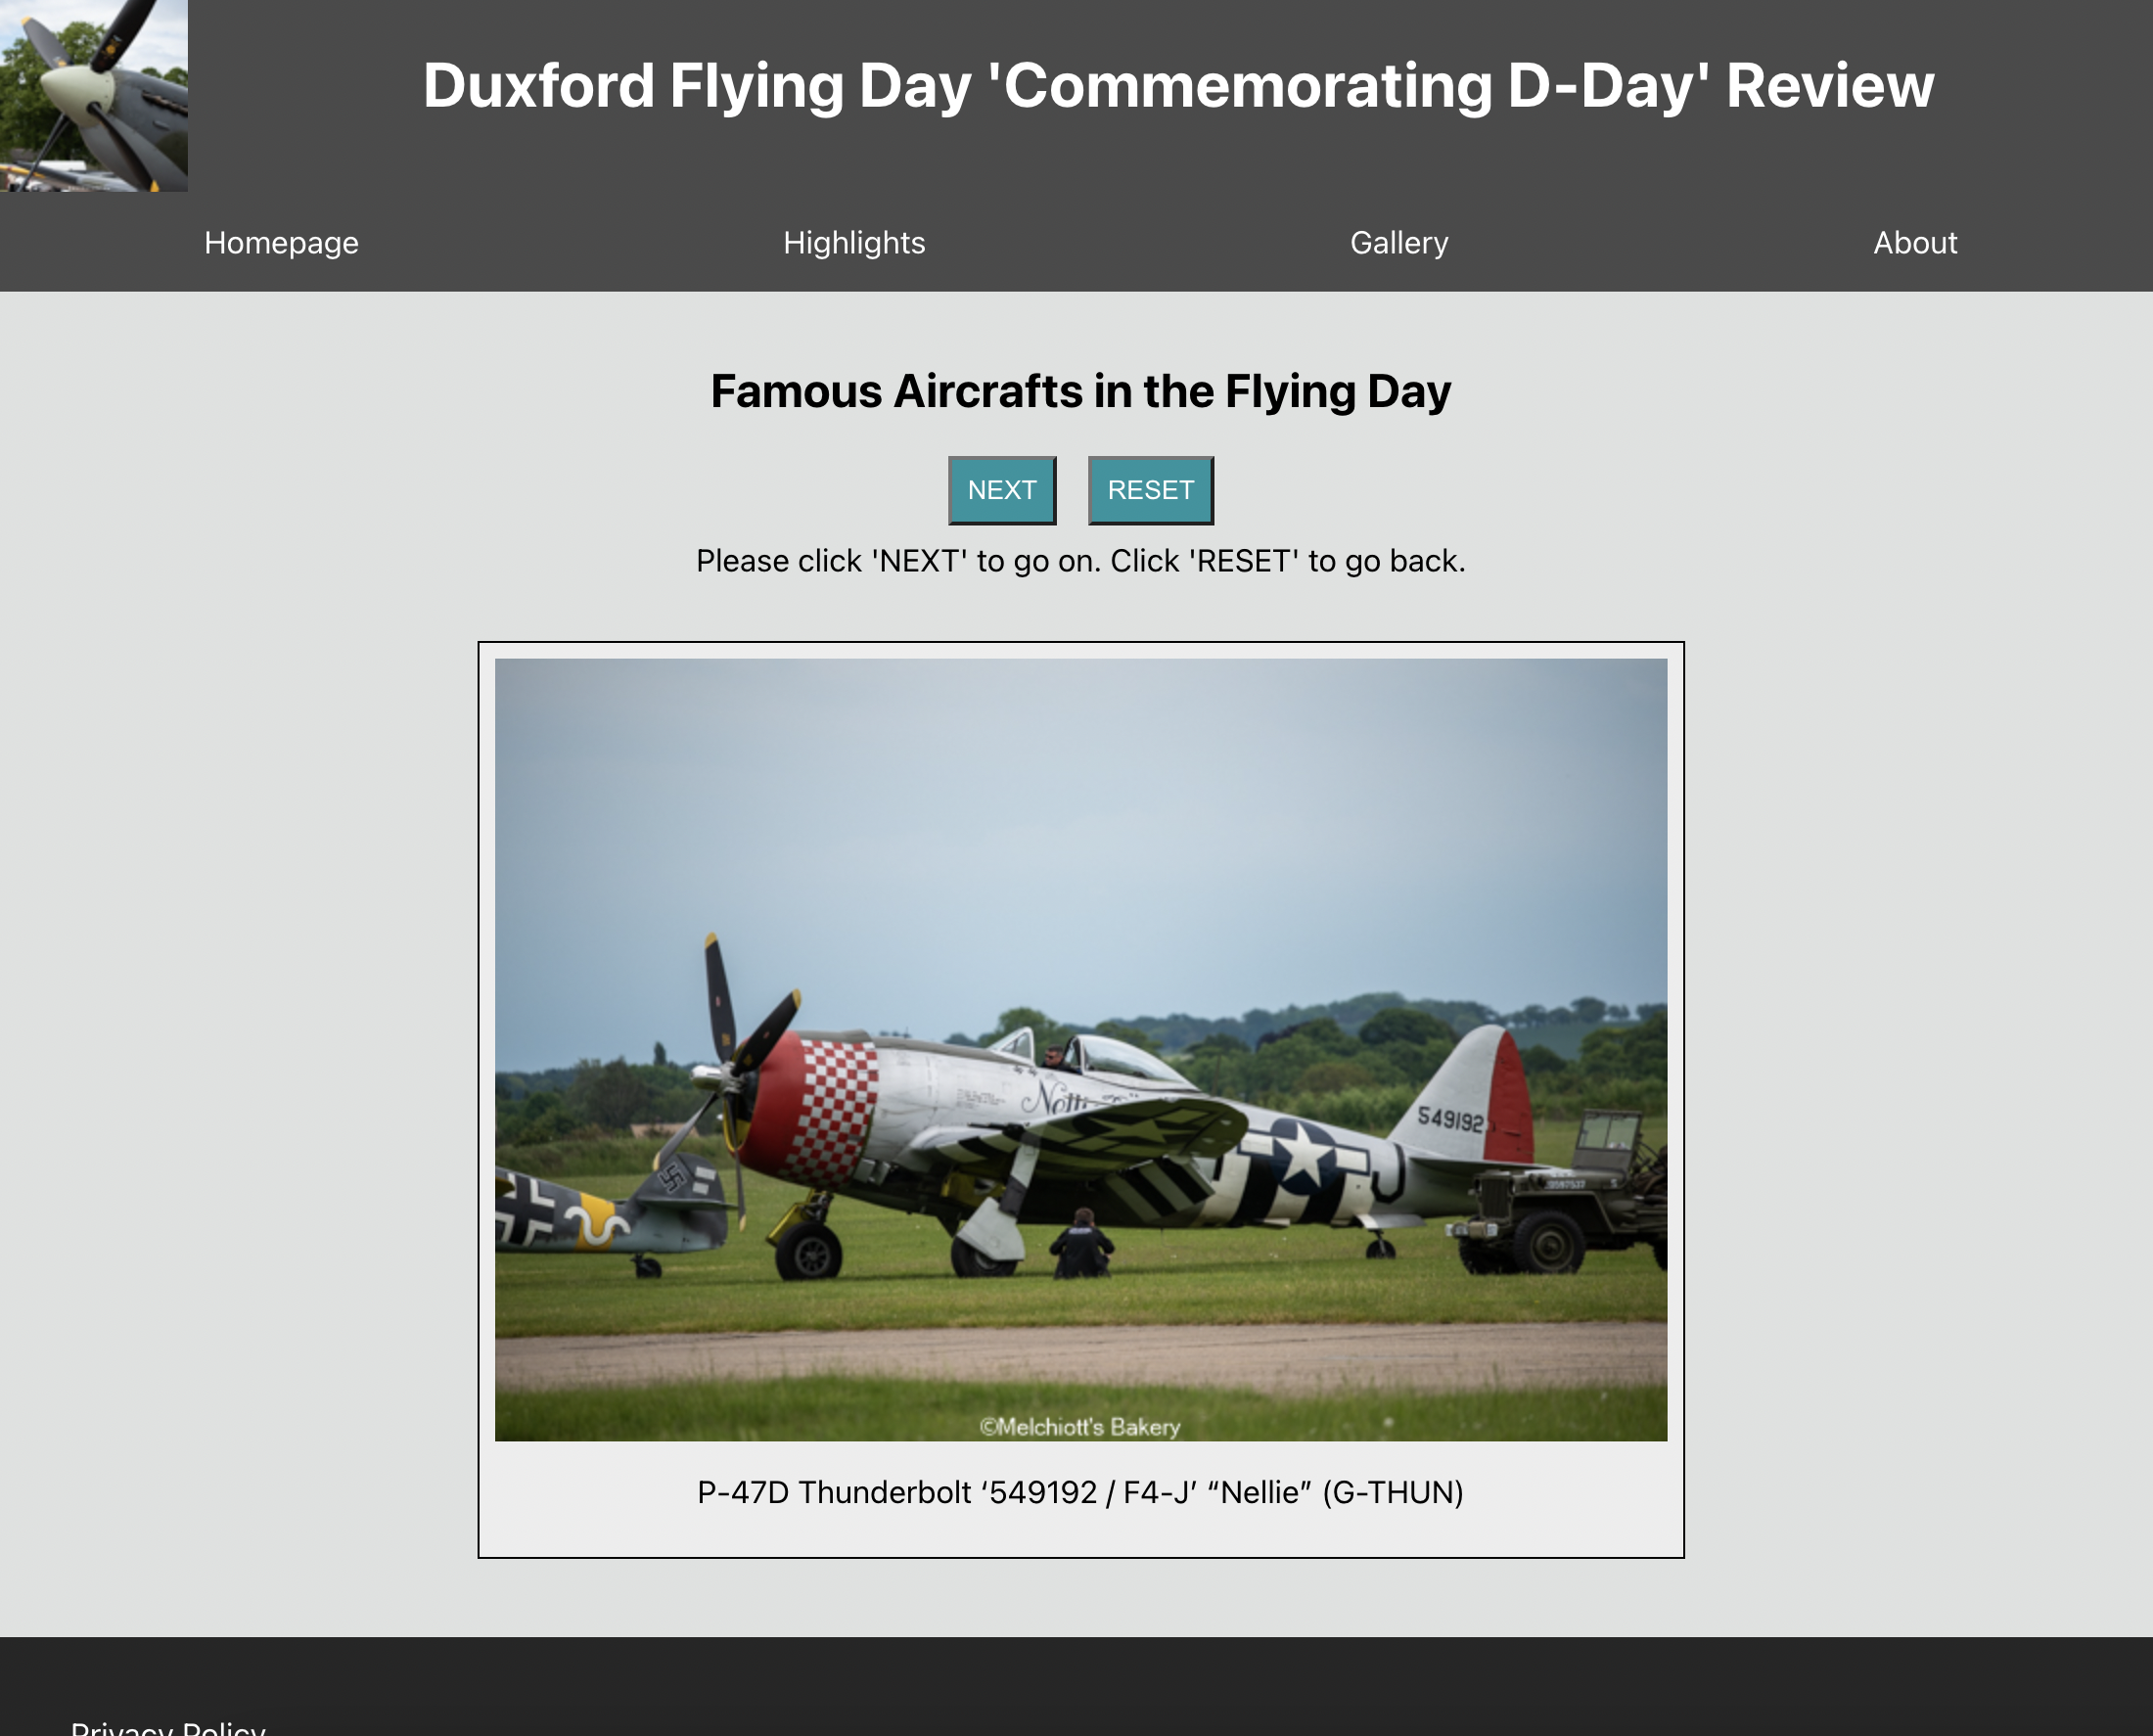 Duxford Flying Day 'Commemorating D-Day' Review
Homepage Highlights Gallery About
Famous Aircrafts in the Flying Day
NEXT RESET
Please click 'NEXT' to go on. Click 'RESET' to go back.
549192
©Melchiott's Bakery
P-47D Thunderbolt ‘549192 / F4-J’ “Nellie” (G-THUN)
Privacy Policy